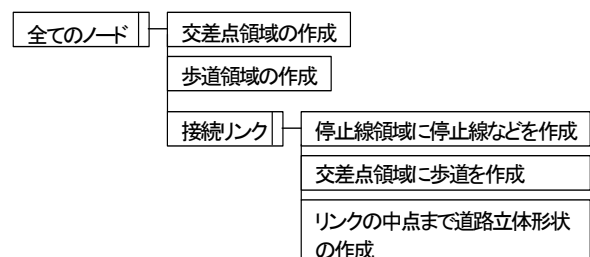 全てのノード
交差点領域の作成
歩道領域の作成
接続リンク
停止線領域に停止線などを作成
交差点領域に歩道を作成
リンクの中点まで道路立体形状
の作成